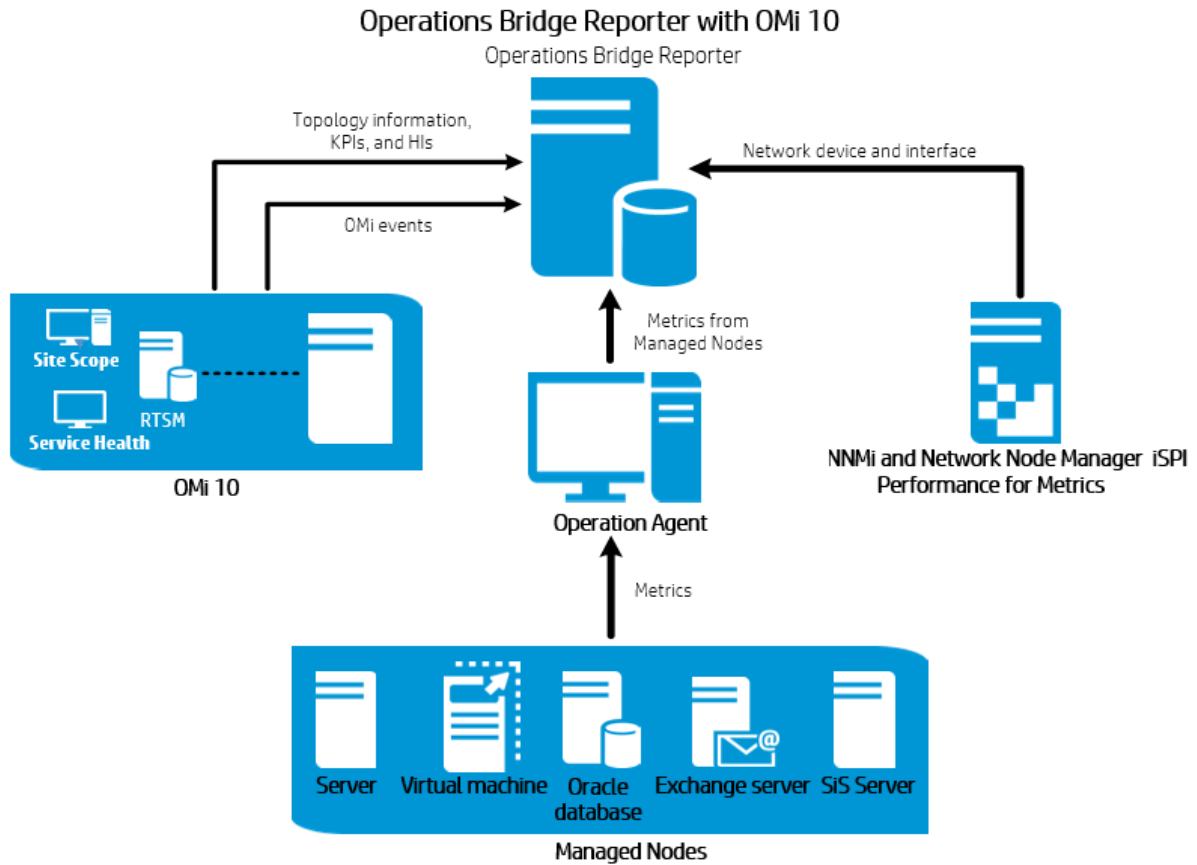 Operations Bridge Reporter with OMi 10
Operations Bridge Reporter
Topology information,
KPIs, and HIs
Network device and interface
OMi events
Metrics from
Managed Nodes
Site Scope
RTSM
Service Health
OMi 10
NNMi and Network Node Manager iSPI
Performance for Metrics
Operation Agent
Metrics
@
Server
Virtual machine
Oracle
database
Exchange server
SiS Server
Managed Nodes